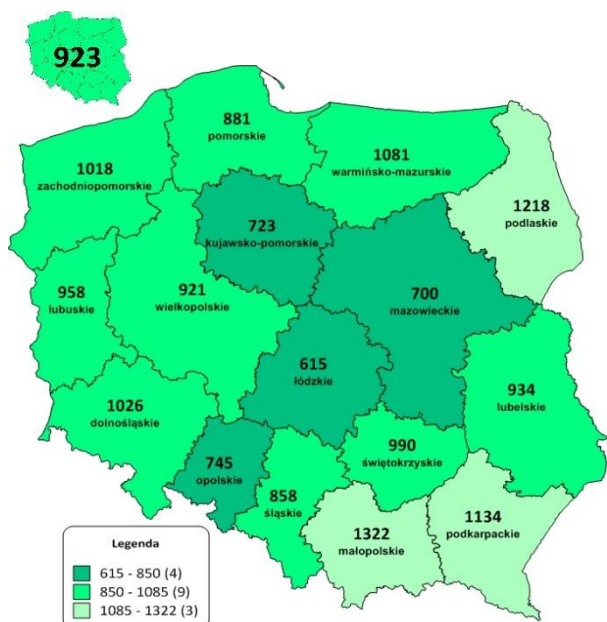 923
881
pomorskie
1081
warmińsko-mazurskie
1018
zachodniopomorskie
1218
podlaskie
723
kujawsko-pomorskie
958
lubuskie
921
wielkopolskie
700
mazowieckie
615
łódzkie
934
lubelskie
1026
dolnośląskie
990
świętokrzyskie
745
opolskie
858
śląskie
1322
małopolskie
1134
podkarpackie
Legenda
615 - 850 (4)
850 - 1085 (9)
1085 - 1322 (3)